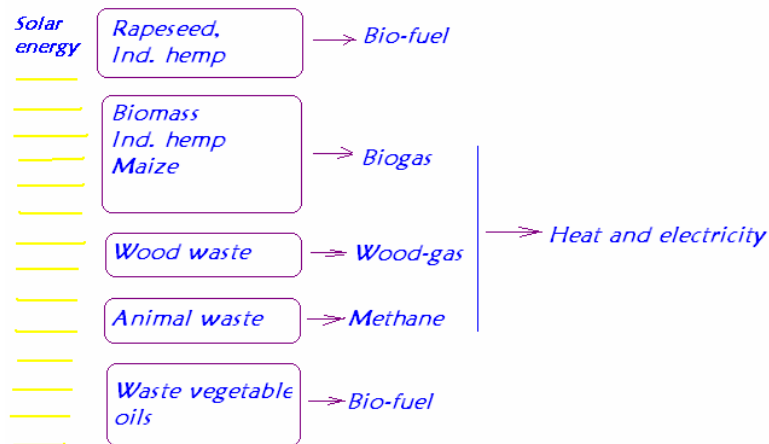 Solar
energy
Rapeseed,
Ind. hemp
Bio-fuel
Biomass
Ind. hemp
Maize
Biogas
Wood waste
Wood-gas
Heat and electricity
Animal waste
Methane
Waste vegetable
oils
Bio-fuel